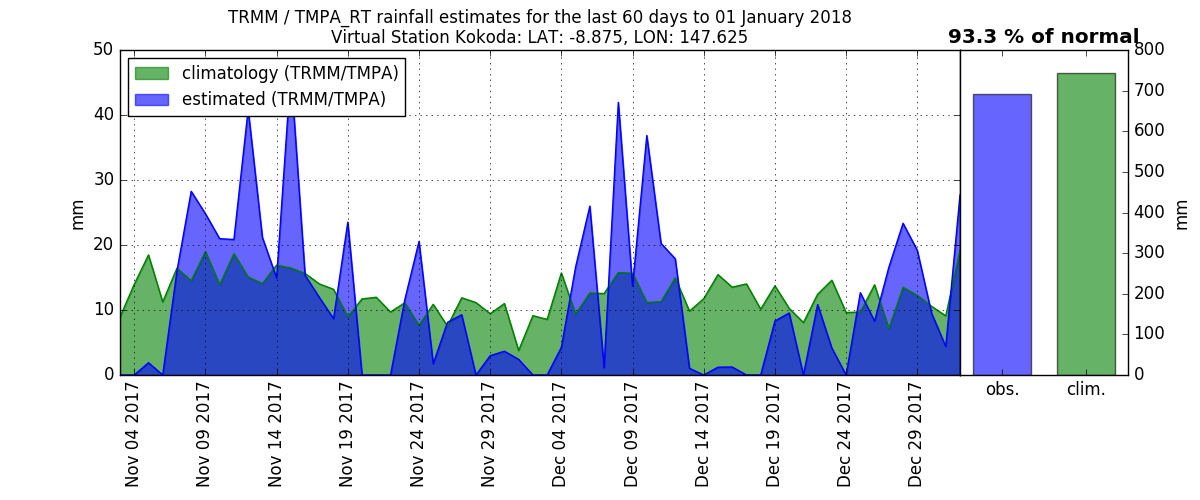 TRMM / TMPA_RT rainfall estimates for the last 60 days to 01 January 2018
Virtual Station Kokoda: LAT: -8.875, LON: 147.625
93.3 % of normal
climatology (TRMM/TMPA)
estimated (TRMM/TMPA)
50
40
30
20
10
0
mm
800
700
600
500
400
300
200
100
0
mm
Nov 04 2017
Nov 09 2017
Nov 14 2017
Nov 19 2017
Nov 24 2017
Nov 29 2017
Dec 04 2017
Dec 09 2017
Dec 14 2017
Dec 19 2017
Dec 24 2017
Dec 29 2017
obs.
clim.